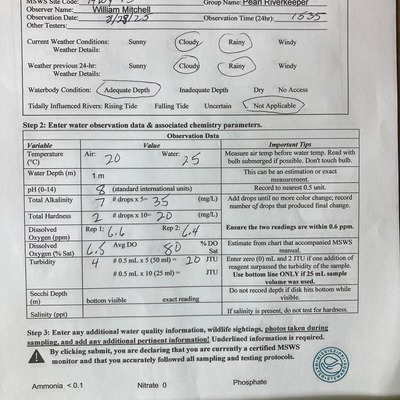 MSWS Site Code: Group Name: Pearl Riverkeeper
Observer Name: William Mitchell
Observation Date: 3/28/25 Observation Time (24hr): 1535
Other Testers:
Current Weather Conditions: Sunny Cloudy Rainy Windy
Weather Details:
Weather previous 24-hr: Sunny Cloudy Rainy Windy
Weather Details:
Waterbody Condition: Adequate Depth Inadequate Depth Dry No Access
Tidally Influenced Rivers: Rising Tide Falling Tide Uncertain Not Applicable
Step 2: Enter water observation data & associated chemistry parameters.
Observation Data
Variable Value Important Tips
Temperature (°C) Air: 20 Water: 25 Measure air temp before water temp. Read with bulb submerged if possible. Don't touch bulb.
Water Depth (m) 1 m This can be an estimation or exact measurement.
pH (0-14) 8 (standard international units) Record to nearest 0.5 unit.
Total Alkalinity 7 # drops x 5= 35 (mg/L) Add drops until no more color change; record number of drops that produced final change.
Total Hardness 2 # drops x 10= 20 (mg/L)
Dissolved Oxygen (ppm) Rep 1: 6.6 Rep 2: 6.4 Ensure the two readings are within 0.6 ppm.
Dissolved Oxygen (% Sat) 6.5 Avg DO 80 % DO Sat Estimate from chart that accompanied MSWS manual.
Turbidity 4 # 0.5 mL x 5 (50 ml) = 20 JTU Enter zero (0) mL and 2 JTU if one addition of reagent surpassed the turbidity of the sample.
# 0.5 mL x 10 (25 ml) = JTU Use bottom line ONLY if 25 mL sample volume was used.
Secchi Depth (m) bottom visible exact reading Do not record depth if disk hits bottom while visible.
Salinity (ppt) If salinity is present, do not test for hardness.
Step 3: Enter any additional water quality information, wildlife sightings, photos taken during
sampling, and add any additional pertinent information! Underlined information is required.
By clicking submit, you are declaring that you are currently a certified MSWS
monitor and that you accurately followed all sampling and testing protocols.
Ammonia < 0.1 Nitrate 0 Phosphate